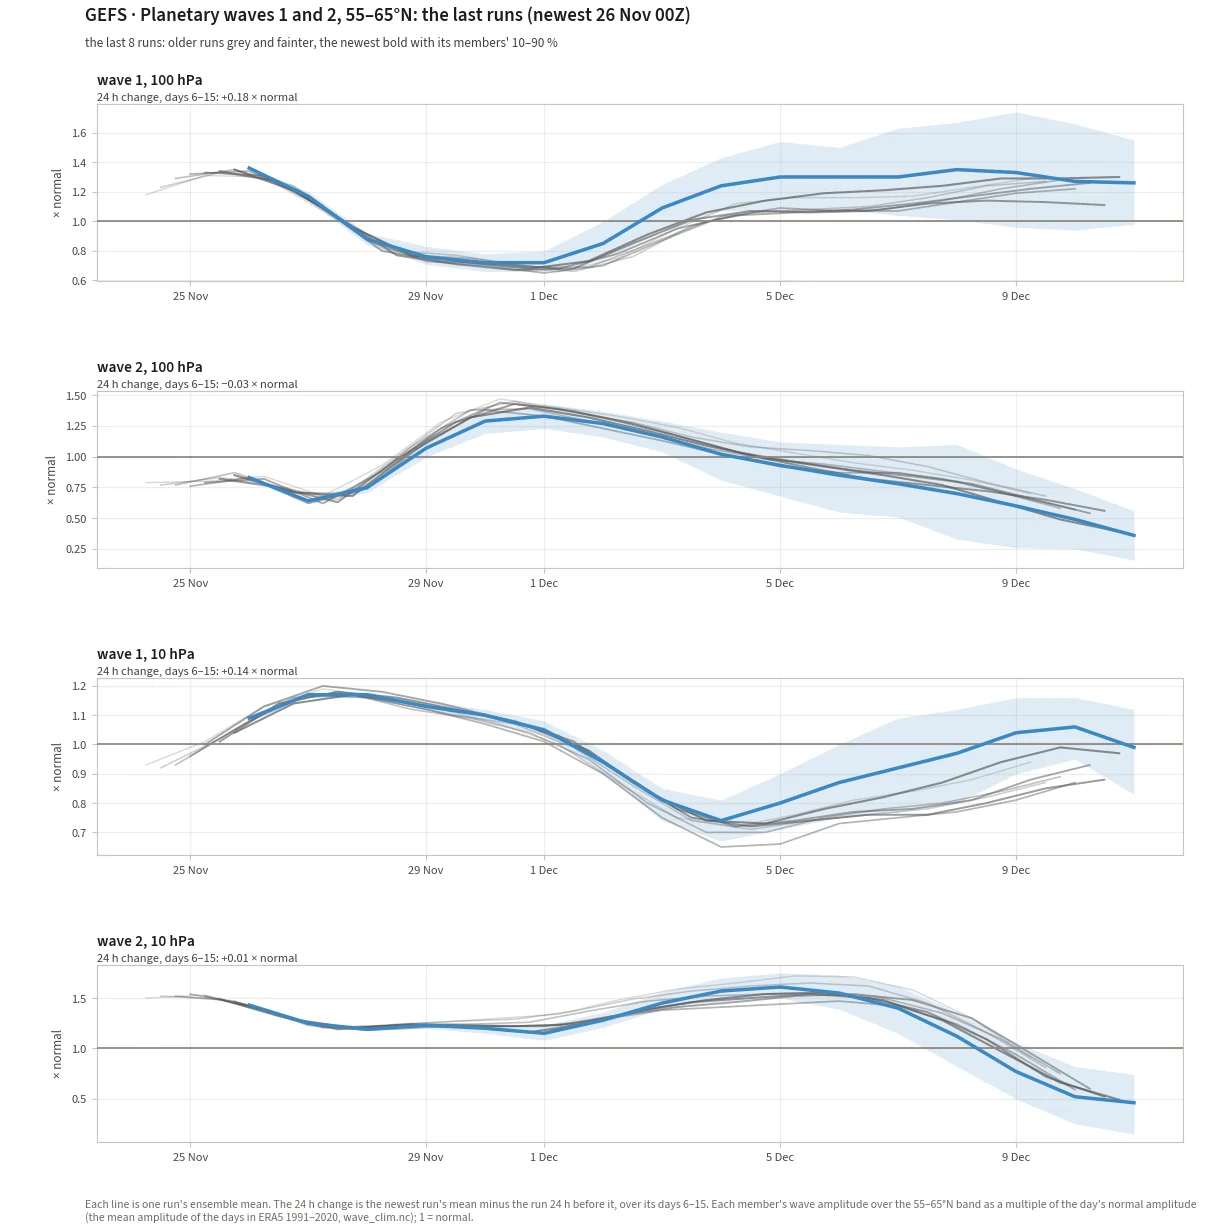 GEFS · Planetary waves 1 and 2, 55–65°N: the last runs (newest 26 Nov 00Z)
the last 8 runs: older runs grey and fainter, the newest bold with its members' 10–90 %
wave 1, 100 hPa
24 h change, days 6–15: +0.18 × normal
× normal
1.6
1.4
1.2
1.0
0.8
0.6
25 Nov
29 Nov
1 Dec
5 Dec
9 Dec
wave 2, 100 hPa
24 h change, days 6–15: −0.03 × normal
× normal
1.50
1.25
1.00
0.75
0.50
0.25
25 Nov
29 Nov
1 Dec
5 Dec
9 Dec
wave 1, 10 hPa
24 h change, days 6–15: +0.14 × normal
× normal
1.2
1.1
1.0
0.9
0.8
0.7
25 Nov
29 Nov
1 Dec
5 Dec
9 Dec
wave 2, 10 hPa
24 h change, days 6–15: +0.01 × normal
× normal
1.5
1.0
0.5
25 Nov
29 Nov
1 Dec
5 Dec
9 Dec
Each line is one run's ensemble mean. The 24 h change is the newest run's mean minus the run 24 h before it, over its days 6–15. Each member's wave amplitude over the 55–65°N band as a multiple of the day's normal amplitude
(the mean amplitude of the days in ERA5 1991–2020, wave_clim.nc); 1 = normal.